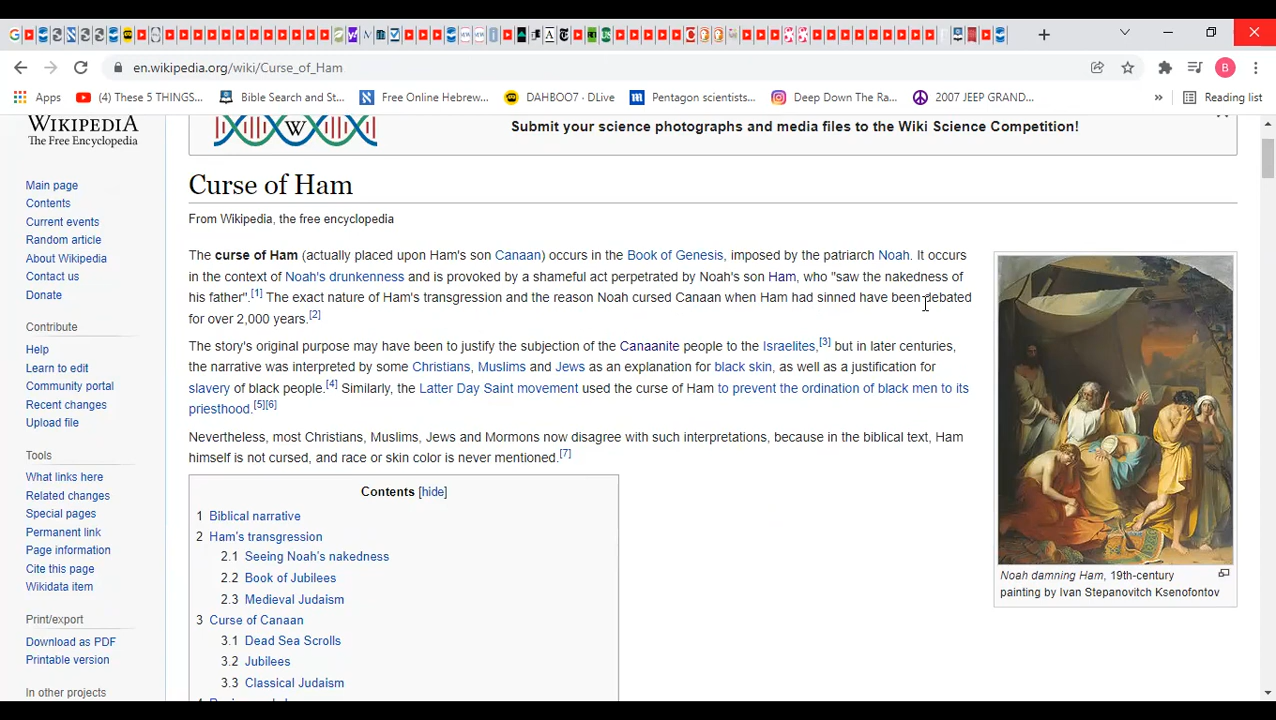 en.wikipedia.org/wiki/Curse_of_Ham
B
Apps
(4) These 5 THINGS...
Bible Search and St...
Free Online Hebrew...
DAHBOO7 - DLive
Pentagon scientists...
Deep Down The Ra...
2007 JEEP GRAND...
»
Reading list
WIKIPEDIA
The Free Encyclopedia
W
Submit your science photographs and media files to the Wiki Science Competition!
Main page
Contents
Current events
Random article
About Wikipedia
Contact us
Donate
Contribute
Help
Learn to edit
Community portal
Recent changes
Upload file
Tools
What links here
Related changes
Special pages
Permanent link
Page information
Cite this page
Wikidata item
Print/export
Download as PDF
Printable version
In other projects
Curse of Ham
From Wikipedia, the free encyclopedia
The curse of Ham (actually placed upon Ham's son Canaan) occurs in the Book of Genesis, imposed by the patriarch Noah. It occurs
in the context of Noah's drunkenness and is provoked by a shameful act perpetrated by Noah's son Ham, who "saw the nakedness of
his father".[1] The exact nature of Ham's transgression and the reason Noah cursed Canaan when Ham had sinned have been debated
for over 2,000 years.[2]
The story's original purpose may have been to justify the subjection of the Canaanite people to the Israelites,[3] but in later centuries,
the narrative was interpreted by some Christians, Muslims and Jews as an explanation for black skin, as well as a justification for
slavery of black people.[4] Similarly, the Latter Day Saint movement used the curse of Ham to prevent the ordination of black men to its
priesthood.[5][6]
Nevertheless, most Christians, Muslims, Jews and Mormons now disagree with such interpretations, because in the biblical text, Ham
himself is not cursed, and race or skin color is never mentioned.[7]
Contents [hide]
1 Biblical narrative
2 Ham's transgression
2.1 Seeing Noah's nakedness
2.2 Book of Jubilees
2.3 Medieval Judaism
3 Curse of Canaan
3.1 Dead Sea Scrolls
3.2 Jubilees
3.3 Classical Judaism
Noah damning Ham, 19th-century
painting by Ivan Stepanovitch Ksenofontov